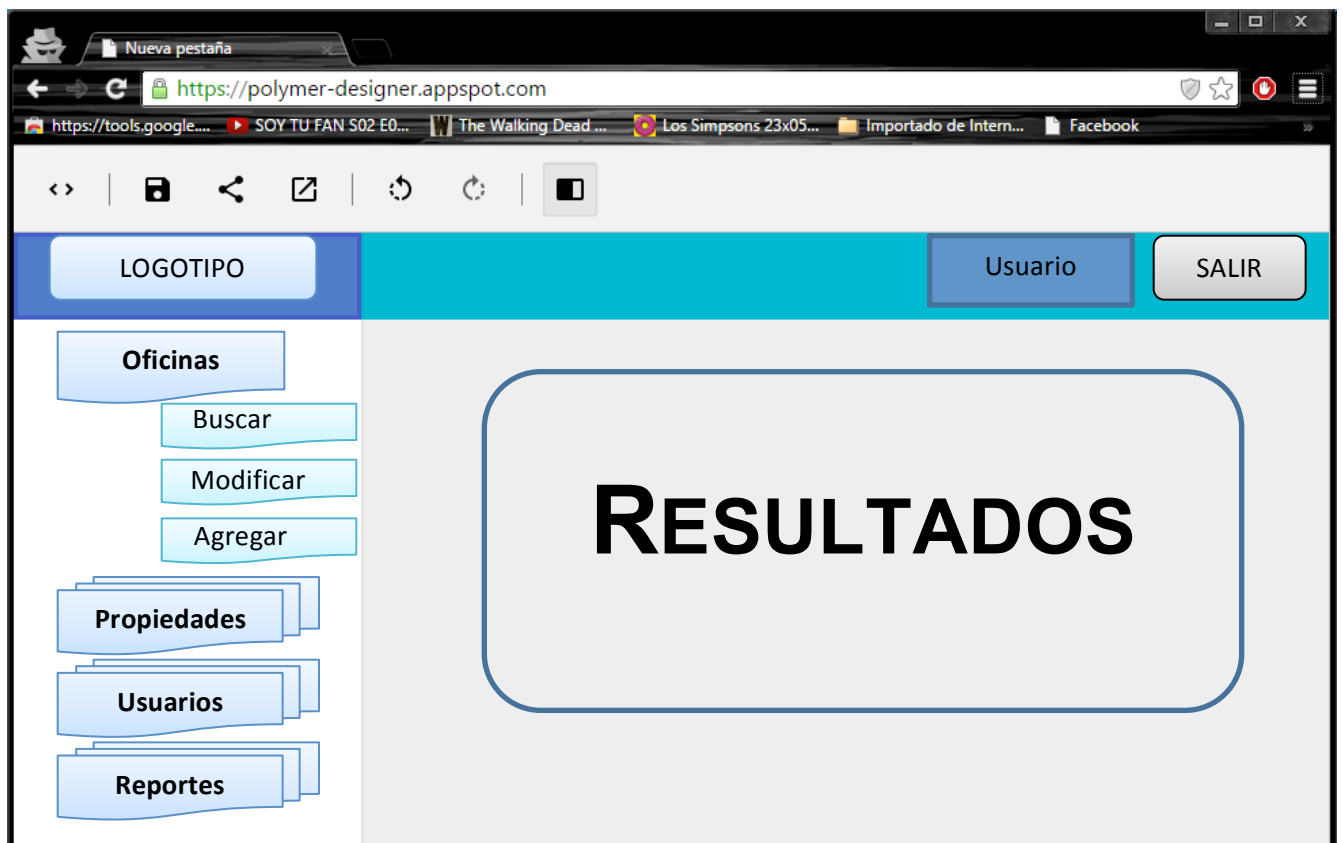 Nueva pestaña
https://polymer-designer.appspot.com
https://tools.google.... SOY TU FAN S02 E0... The Walking Dead ... Los Simpsons 23x05... Importado de Intern... Facebook »
LOGOTIPO
Usuario
SALIR
Oficinas
Buscar
Modificar
Agregar
Propiedades
Usuarios
Reportes
RESULTADOS